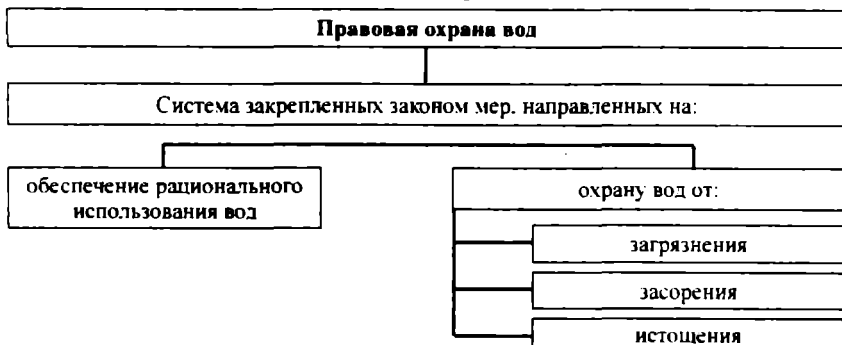 Правовая охрана вод
Система закрепленных законом мер. направленных на:
обеспечение рационального
использования вод
охрану вод от:
загрязнения
засорения
истощения